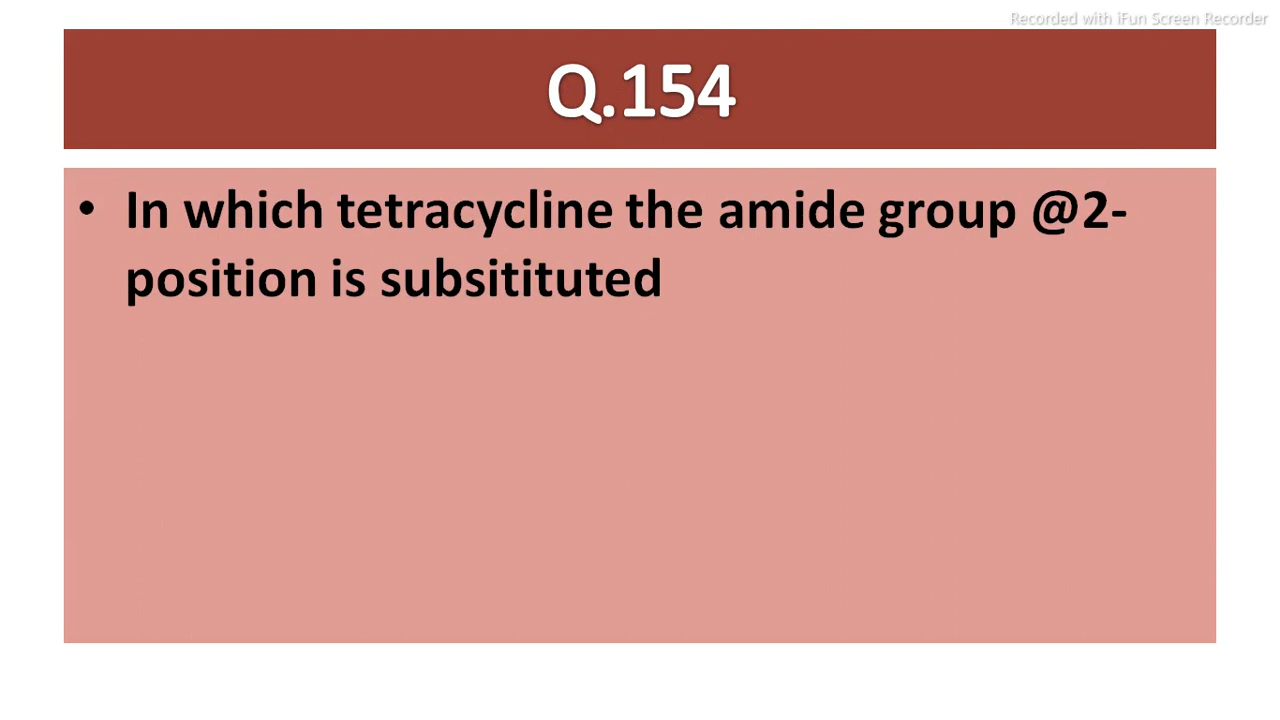 Recorded with iFun Screen Recorder
Q.154
• In which tetracycline the amide group @2-
position is subsitituted